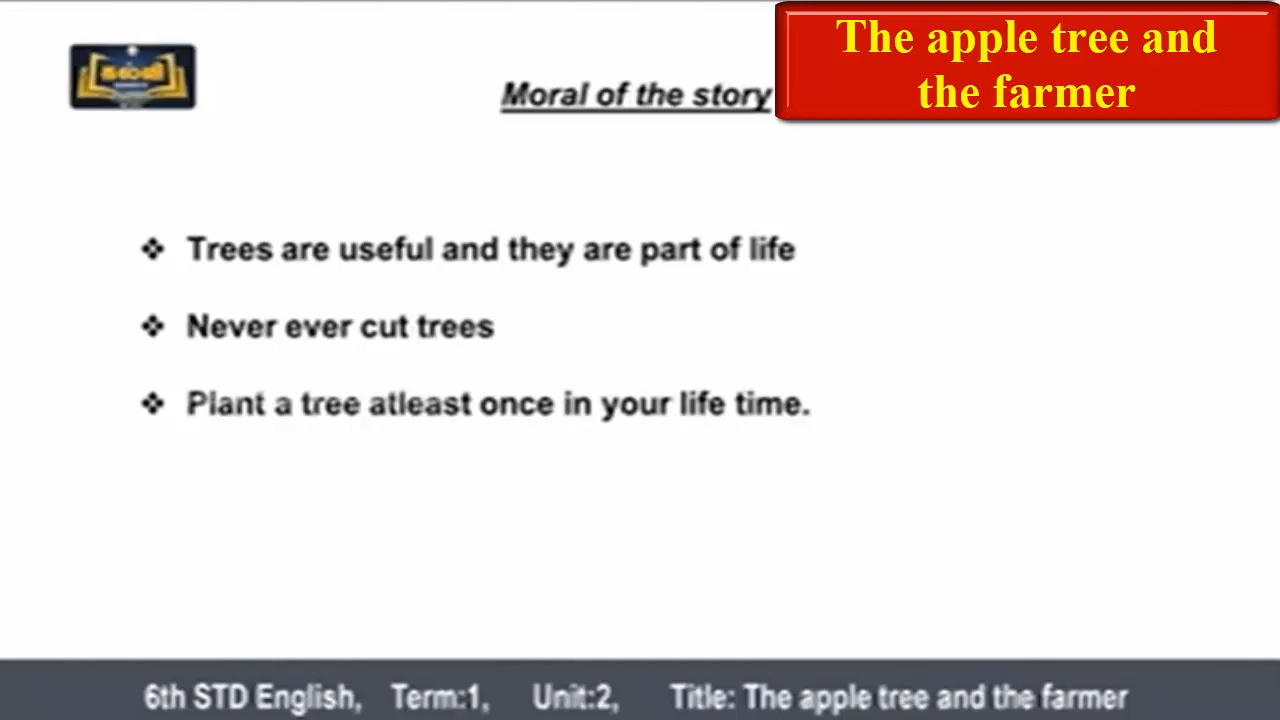 கல்வி
The apple tree and
the farmer
Moral of the story
❖ Trees are useful and they are part of life
❖ Never ever cut trees
❖ Plant a tree atleast once in your life time.
6th STD English, Term:1, Unit:2, Title: The apple tree and the farmer